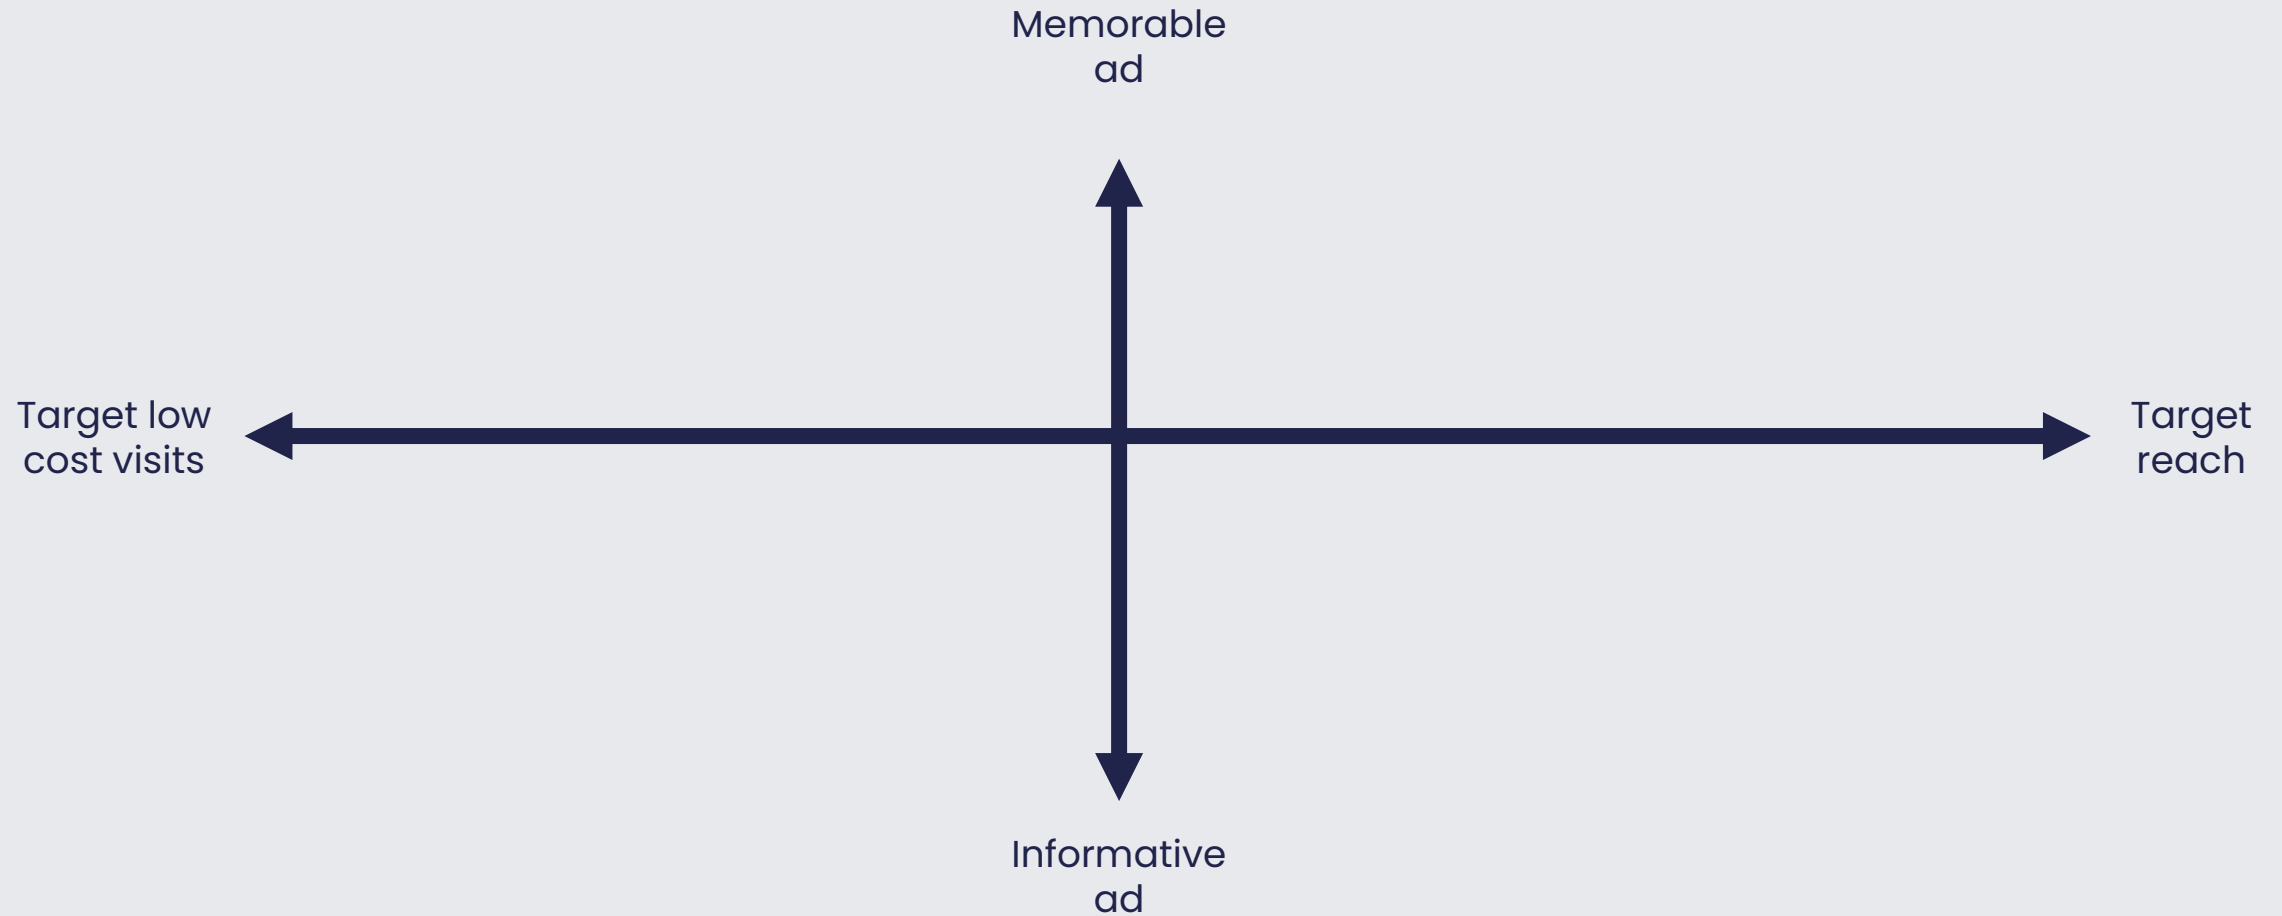 Memorable
ad
Target low
cost visits
Target
reach
Informative
ad